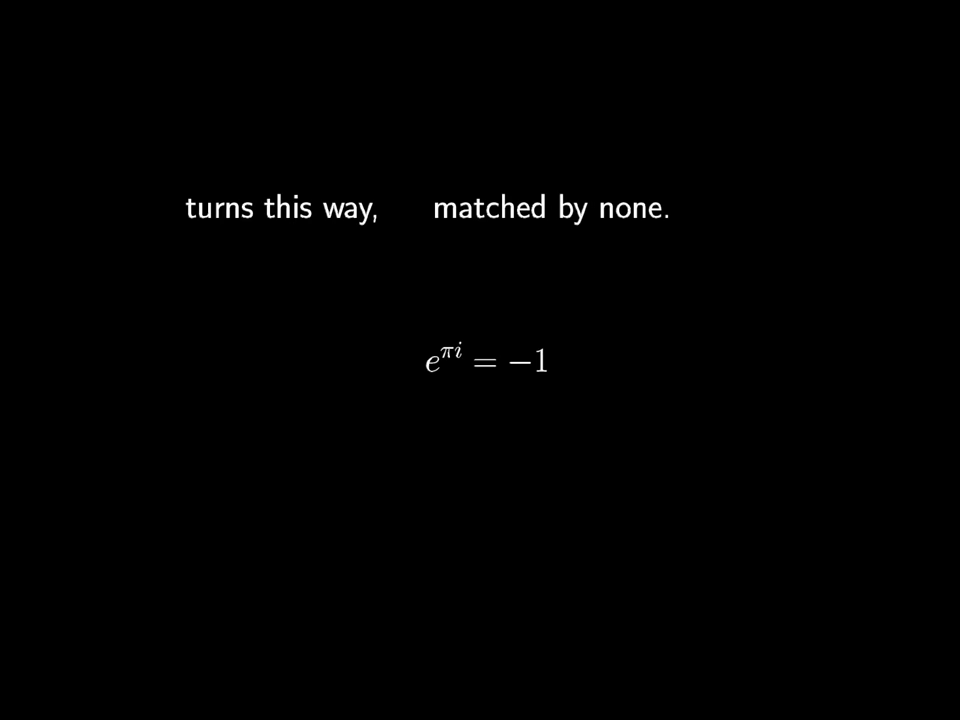 turns this way, matched by none.
e^{πi} = −1